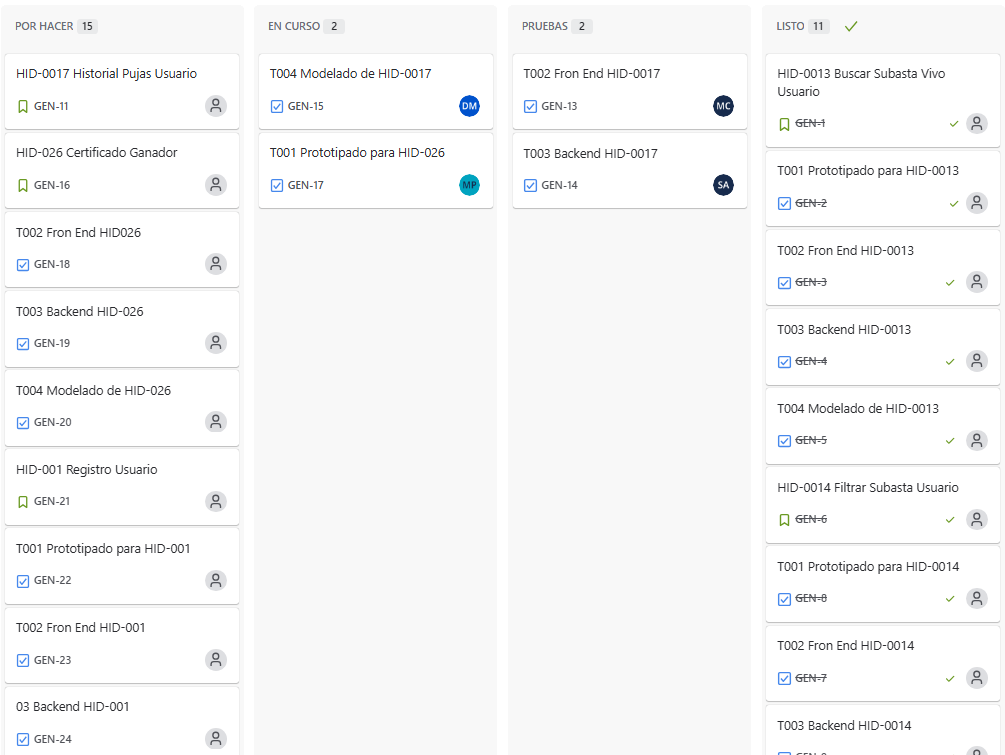 POR HACER 15
HID-0017 Historial Pujas Usuario
GEN-11
HID-026 Certificado Ganador
GEN-16
T002 Fron End HID026
GEN-18
T003 Backend HID-026
GEN-19
T004 Modelado de HID-026
GEN-20
HID-001 Registro Usuario
GEN-21
T001 Prototipado para HID-001
GEN-22
T002 Fron End HID-001
GEN-23
03 Backend HID-001
GEN-24
EN CURSO 2
T004 Modelado de HID-0017
GEN-15 DM
T001 Prototipado para HID-026
GEN-17 MP
PRUEBAS 2
T002 Fron End HID-0017
GEN-13 MC
T003 Backend HID-0017
GEN-14 SA
LISTO 11
HID-0013 Buscar Subasta Vivo
Usuario
GEN-1
T001 Prototipado para HID-0013
GEN-2
T002 Fron End HID-0013
GEN-3
T003 Backend HID-0013
GEN-4
T004 Modelado de HID-0013
GEN-5
HID-0014 Filtrar Subasta Usuario
GEN-6
T001 Prototipado para HID-0014
GEN-8
T002 Fron End HID-0014
GEN-7
T003 Backend HID-0014